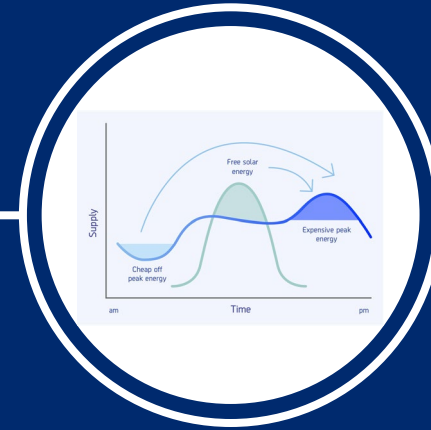 Free solar
energy
Supply
Expensive peak
energy
Cheap off
peak energy
am
Time
pm